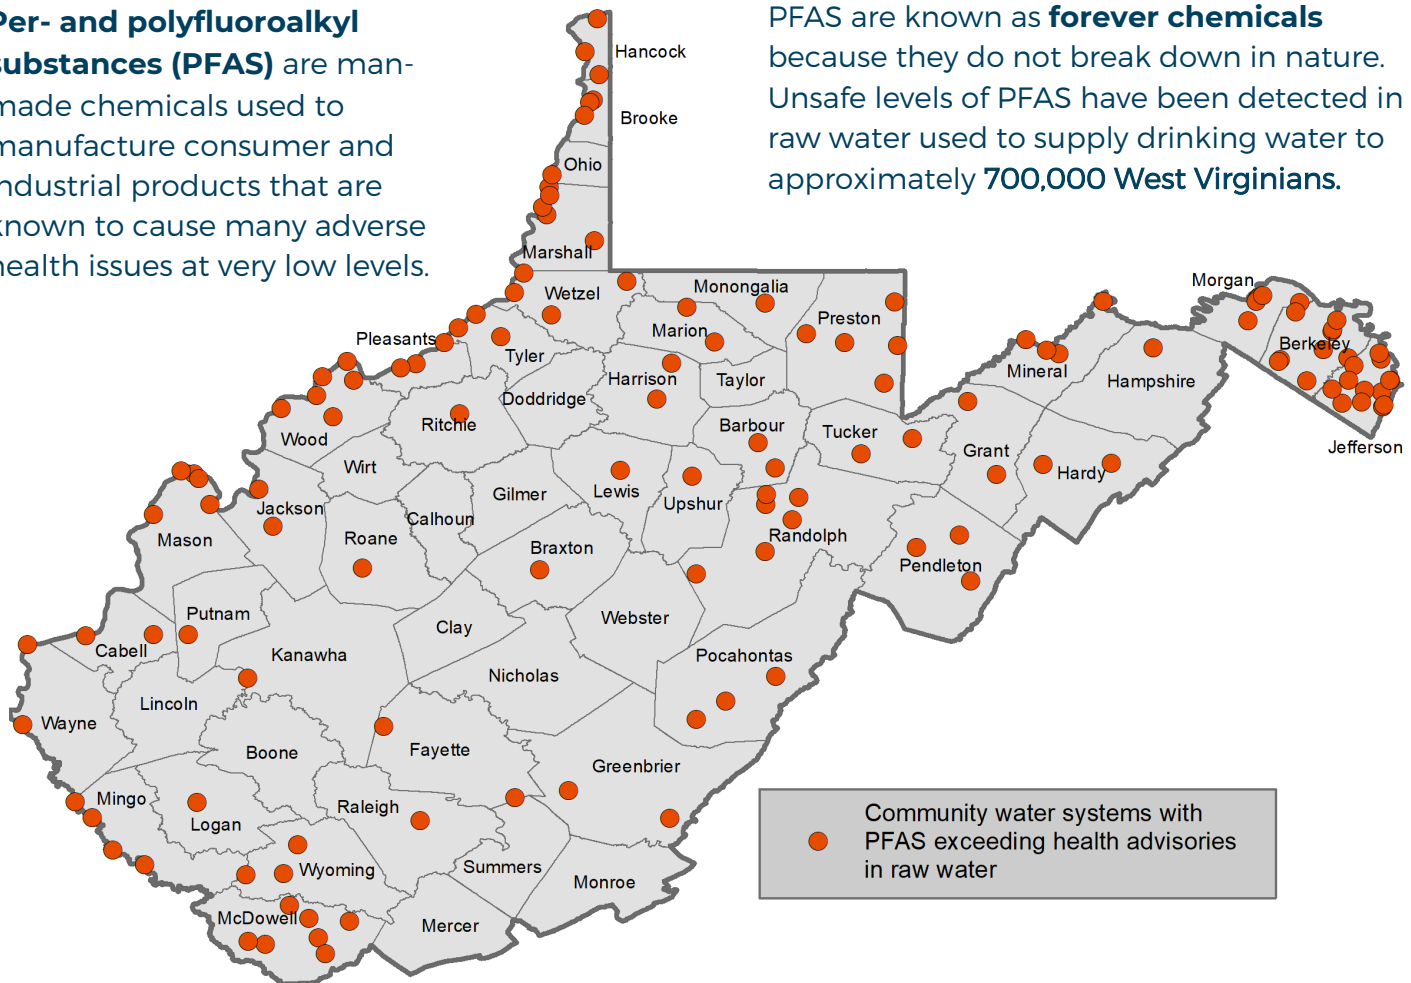 Per- and polyfluoroalkyl
substances (PFAS) are man-
made chemicals used to
manufacture consumer and
industrial products that are
known to cause many adverse
health issues at very low levels.
PFAS are known as forever chemicals
because they do not break down in nature.
Unsafe levels of PFAS have been detected in
raw water used to supply drinking water to
approximately 700,000 West Virginians.
Hancock
Brooke
Ohio
Marshall
Wetzel
Monongalia
Morgan
Pleasants
Tyler
Marion
Preston
Berkeley
Mineral
Hampshire
Harrison
Taylor
Doddridge
Ritchie
Wood
Barbour
Tucker
Jefferson
Grant
Hardy
Wirt
Gilmer
Lewis
Upshur
Jackson
Calhoun
Mason
Roane
Braxton
Randolph
Pendleton
Putnam
Clay
Webster
Cabell
Kanawha
Pocahontas
Nicholas
Lincoln
Wayne
Boone
Fayette
Greenbrier
Mingo
Logan
Raleigh
Wyoming
Summers
Monroe
McDowell
Mercer
Community water systems with
PFAS exceeding health advisories
in raw water